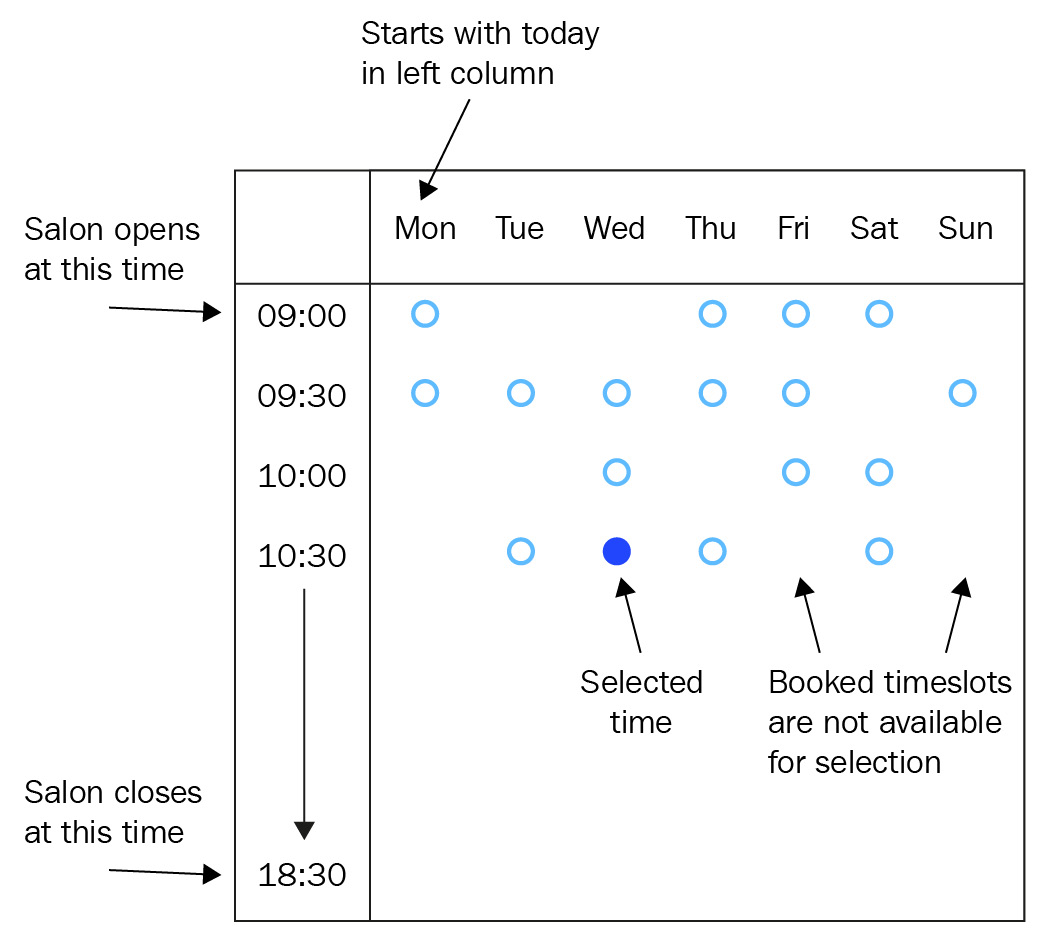 Starts with today
in left column
Salon opens
at this time
Mon Tue Wed Thu Fri Sat Sun
09:00
09:30
10:00
10:30
Selected
time
Booked timeslots
are not available
for selection
Salon closes
at this time
18:30